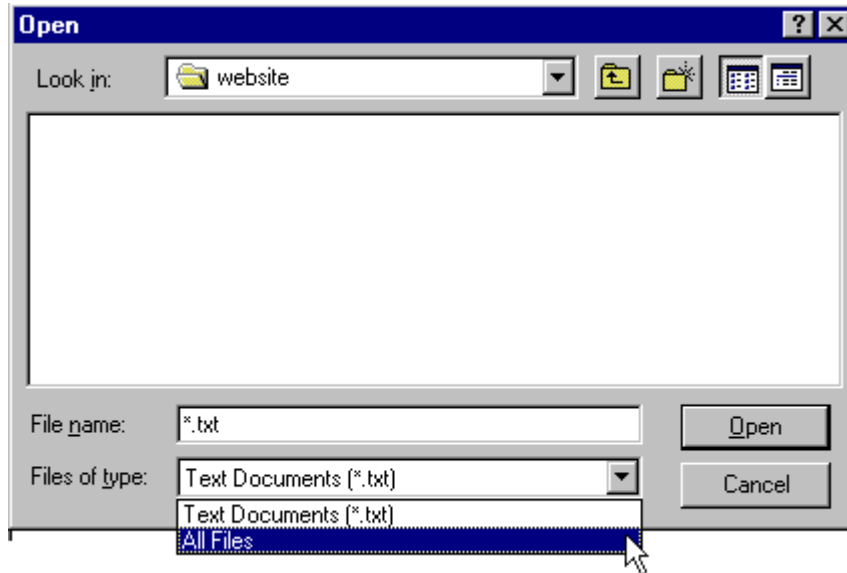 Open
Look in: website
File name: *.txt Open
Files of type: Text Documents (*.txt) Cancel
Text Documents (*.txt)
All Files